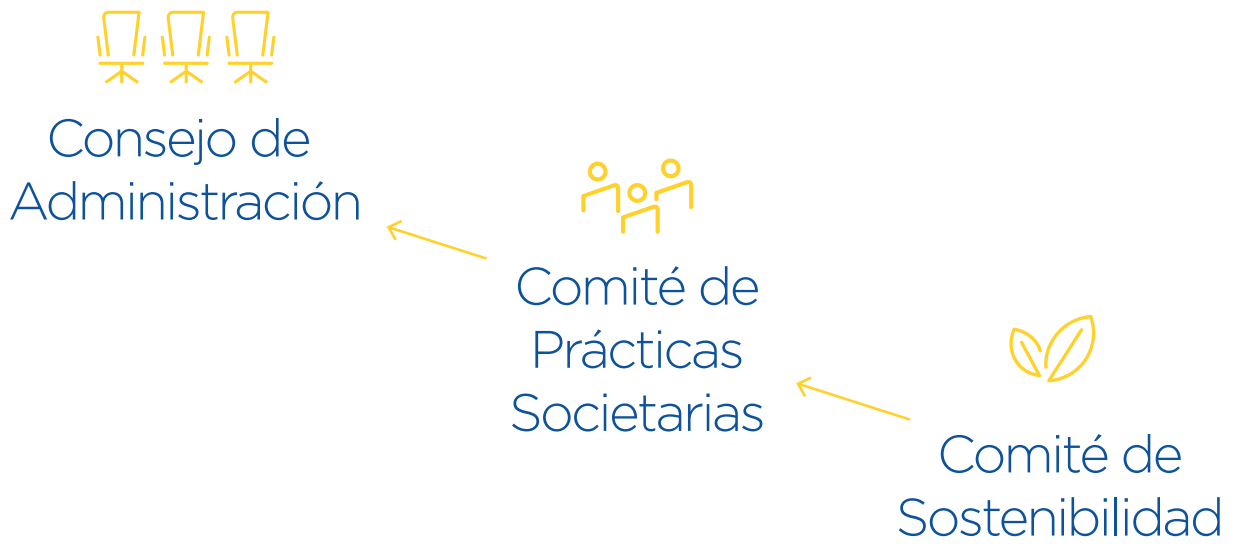 Consejo de
Administración
Comité de
Prácticas
Societarias
Comité de
Sostenibilidad